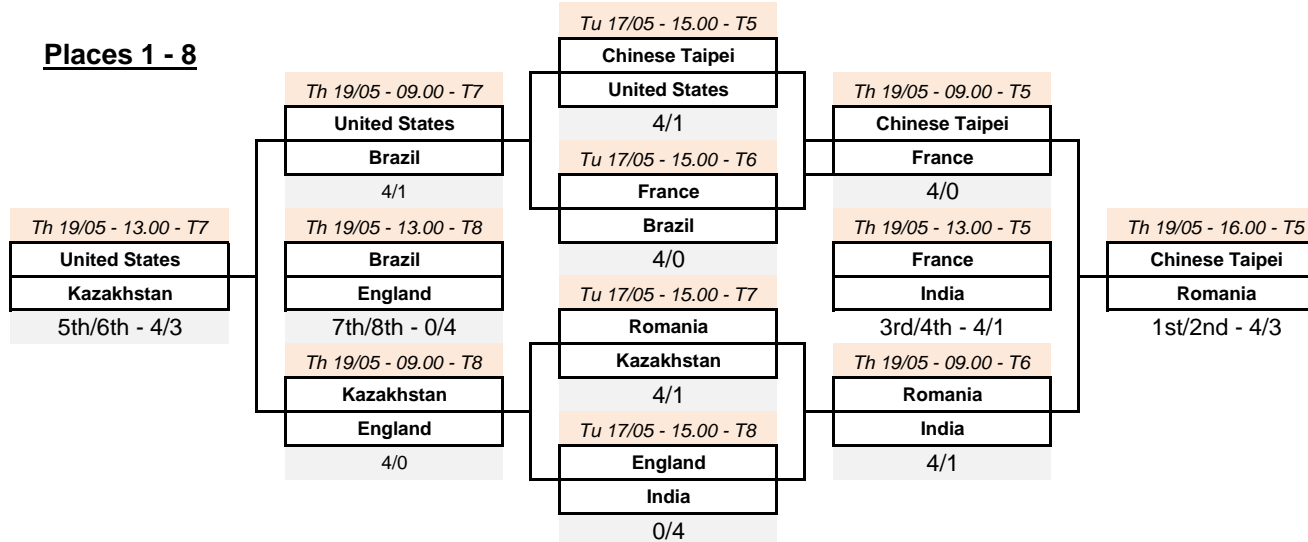 Places 1 - 8
Tu 17/05 - 15.00 - T5
Chinese Taipei
United States
4/1
Th 19/05 - 09.00 - T7
United States
Brazil
4/1
Tu 17/05 - 15.00 - T6
France
Brazil
4/0
Th 19/05 - 09.00 - T5
Chinese Taipei
France
4/0
Th 19/05 - 13.00 - T7
United States
Kazakhstan
5th/6th - 4/3
Th 19/05 - 13.00 - T8
Brazil
England
7th/8th - 0/4
Th 19/05 - 13.00 - T5
France
India
3rd/4th - 4/1
Th 19/05 - 16.00 - T5
Chinese Taipei
Romania
1st/2nd - 4/3
Tu 17/05 - 15.00 - T7
Romania
Kazakhstan
4/1
Th 19/05 - 09.00 - T8
Kazakhstan
England
4/0
Tu 17/05 - 15.00 - T8
England
India
0/4
Th 19/05 - 09.00 - T6
Romania
India
4/1